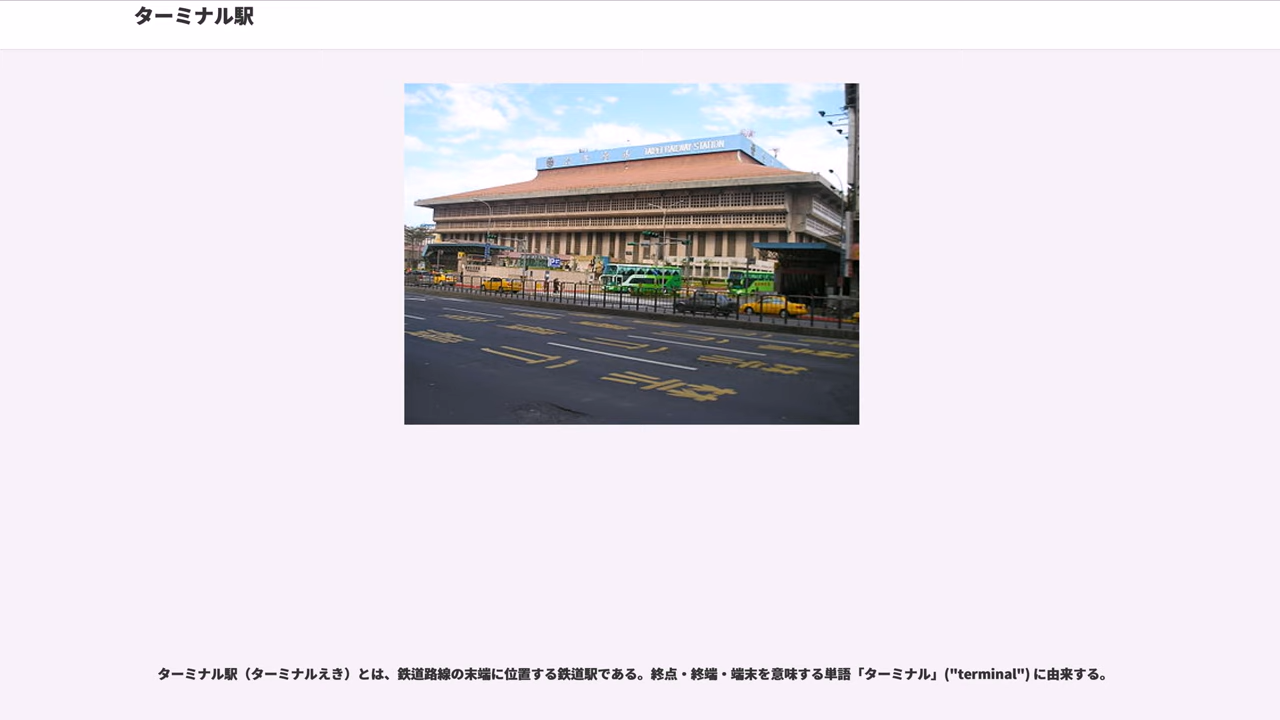 ターミナル駅
TAIPEI RAILWAY STATION
ターミナル駅（ターミナルえき）とは、鉄道路線の末端に位置する鉄道駅である。終点・終端・端末を意味する単語「ターミナル」("terminal") に由来する。